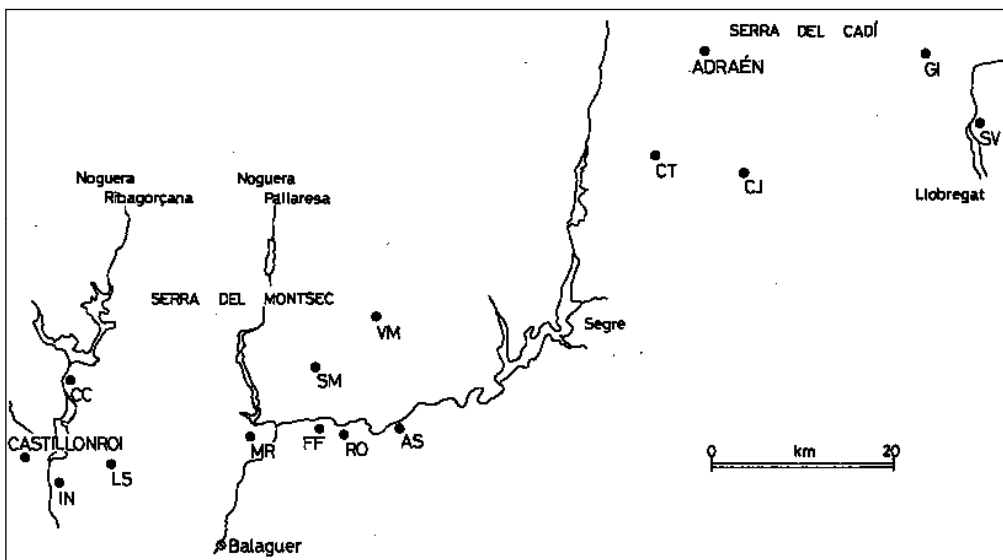 SERRA DEL CADÍ
ADRAÉN
GI
SV
CT
CJ
Llobregat
Noguera
Ribagorçana
Noguera
Pallaresa
SERRA DEL MONTSEC
VM
Segre
SM
CC
CASTILLONROI
MR
FF
RO
AS
LS
IN
0 km 20
Balaguer